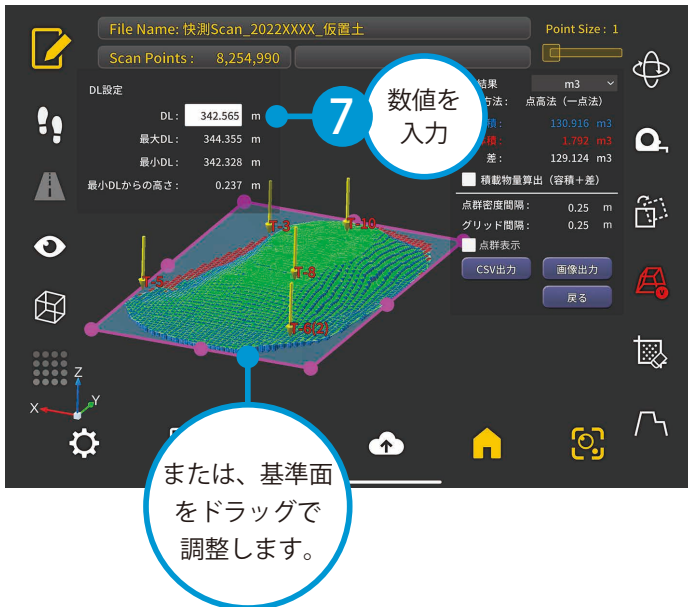 File Name: 快測Scan_2022XXXX_仮置土
Point Size : 1
Scan Points : 8,254,990
DL設定
DL : 342.565 m
最大DL : 344.355 m
最小DL : 342.328 m
最小DLからの高さ : 0.237 m
7
数値を
入力
結果 m3
方法 : 点高法（一点法）
積 : 130.916 m3
積 : 1.792 m3
差 : 129.124 m3
積載物量算出（容積＋差）
点群密度間隔 : 0.25 m
グリッド間隔 : 0.25 m
点群表示
CSV出力 画像出力
戻る
T-3
T-10
T-5
T-8
T-6(2)
V
Z
X
Y
または、基準面
をドラッグで
調整します。